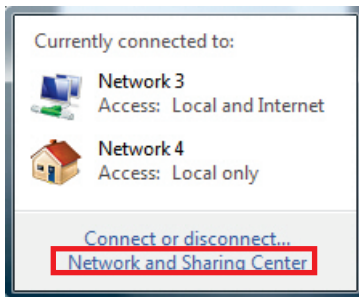 Currently connected to:
Network 3
Access: Local and Internet
Network 4
Access: Local only
Connect or disconnect...
Network and Sharing Center